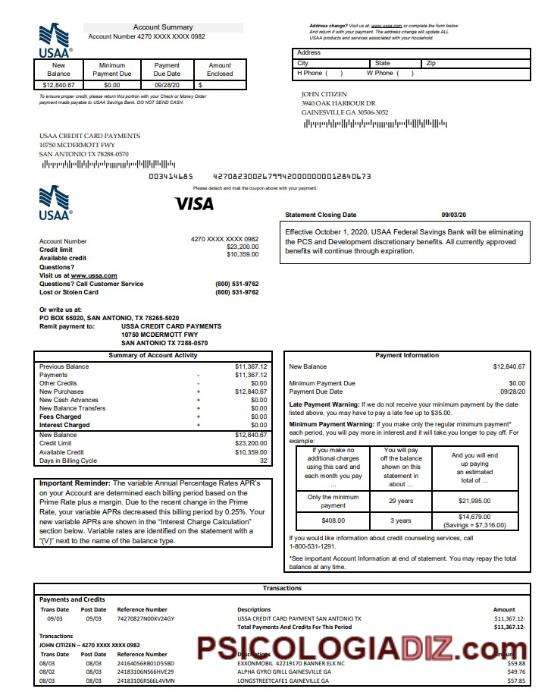 Account Summary
Account Number 4270 XXXX XXXX 0982
USAA®
New Balance Minimum Payment Due Payment Due Date Amount Enclosed
$12,840.67 $0.00 09/28/20 $
To ensure proper credit, please return this portion with your Check or Money Order
payment made payable to USAA Savings Bank. DO NOT SEND CASH.
Address change? Visit us at www.usaa.com or complete the form below
And return it with your payment. The address change will update ALL
USAA products and services associated with your household
Address
City State Zip
H Phone ( ) W Phone ( )
JOHN CITIZEN
3940 OAK HARBOUR DR
GAINESVILLE GA 30506-3052
USAA CREDIT CARD PAYMENTS
10750 MCDERMOTT FWY
SAN ANTONIO TX 78288-0570
003414685
Please detach and mail the coupon above with your payment.
USAA®
VISA
Account Number 4270 XXXX XXXX 0982
Credit limit $23,200.00
Available credit $10,359.00
Questions?
Visit us at www.ussa.com
Questions? Call Customer Service (800) 531-9762
Lost or Stolen Card (800) 531-9762
Or write us at:
PO BOX 65020, SAN ANTONIO, TX 78265-5020
Remit payment to: USSA CREDIT CARD PAYMENTS
10750 MCDERMOTT FWY
SAN ANTONIO TX 7288-0570
Statement Closing Date 09/03/20
Effective October 1, 2020, USAA Federal Savings Bank will be eliminating
the PCS and Development discretionary benefits. All currently approved
benefits will continue through expiration.
Summary of Account Activity
Previous Balance $11,367.12
Payments - $11,367.12
Other Credits - $0.00
New Purchases + $12,840.67
New Cash Advances + $0.00
New Balance Transfers + $0.00
Fees Charged + $0.00
Interest Charged + $0.00
New Balance $12,840.67
Credit Limit $23,200.00
Available Credit $10,359.00
Days in Billing Cycle 32
Important Reminder: The variable Annual Percentage Rates APR's
on your Account are determined each billing period based on the
Prime Rate plus a margin. Due to the recent change in the Prime
Rate, your variable APRs decreased this billing period by 0.25%. Your
new variable APRs are shown in the "Interest Charge Calculation"
section below. Variable rates are identified on the statement with a
"(V)" next to the name of the balance type.
Payment Information
New Balance $12,840.67
Minimum Payment Due $0.00
Payment Due Date 09/28/20
Late Payment Warning: If we do not receive your minimum payment by the date
listed above, you may have to pay a late fee up to $35.00.
Minimum Payment Warning: If you make only the regular minimum payment*
each period, you will pay more in interest and it will take you longer to pay off. For
example:
If you make no
additional charges
using this card and
each month you pay
...
You will pay
off the balance
shown on this
statement in
about ...
And you will end
up paying
an estimated
total of ...
Only the minimum
payment
29 years
$21,995.00
$408.00
3 years
$14,679.00
(Savings = $7,316.00)
If you would like information about credit counseling services, call
1-800-531-1291.
*See important Account Information at end of statement. You may repay the total
balance at any time.
Transactions
Payments and Credits
Trans Date Post Date Reference Number Descriptions Amount
09/03 09/03 74270827N00XV24GY USSA CREDIT CARD PAYMENT SAN ANTONIO TX $11,367.12-
Total Payments And Credits For This Period $11,367.12-
Transactions
JOHN CITIZEN – 4270 XXXX XXXX 0982
Trans Date Post Date Reference Number Descriptions Amount
08/03 08/03 EXXONMOBIL 42219170 BANNER ELK NC $59.88
08/02 08/03 24183106N566HVE29 ALPHA GYRO GRILL GAINESVILLE GA $49.76
08/03 08/03 24183106R566L4VMN LONGSTREETCAFE1 GAINESVILLE GA $57.85
PSICOLOGIADIZ.com